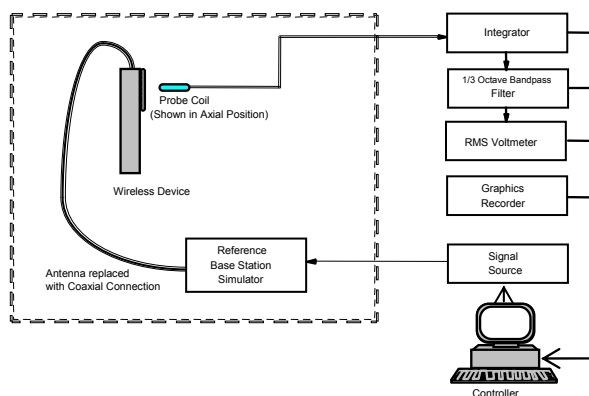 Integrator
1/3 Octave Bandpass
Filter
Probe Coil
(Shown in Axial Position)
RMS Voltmeter
Wireless Device
Graphics
Recorder
Reference
Base Station
Simulator
Signal
Source
Antenna replaced
with Coaxial Connection
Controller